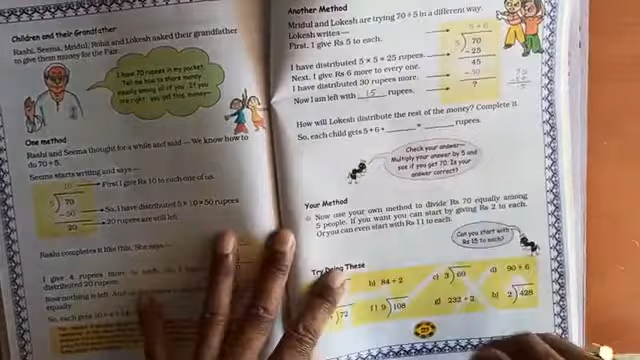 Children and their Grandfather
Rashi, Seema, Mridul, Rohit and Lokesh asked their grandfather
to give them money for the Fair.
I have 70 rupees in my pocket.
Tell me how to share money
equally among all of you. If you
are right, you get this money—
One method
Rashi and Seema thought for a while and said — We know how to
do 70 ÷ 5.
Seema starts writing and says —
10
5 70
First I give Rs 10 to each one of us
- 50
So, I have distributed 5 × 10 = 50 rupees
20
20 rupees are still left
Rashi completes it like this. She says —
I give 4 rupees more to each
distributed 20 rupees.
Now nothing is left.
equally
So, each gets 10 + 4
Another Method
Mridul and Lokesh are trying 70 ÷ 5 in a different way.
Lokesh writes—
First, I give Rs 5 to each.
5 + 6
5 70
I have distributed 5 × 5 = 25 rupees.
- 25
Next, I give Rs 6 more to every one.
45
I have distributed 30 rupees more.
- 30
Now I am left with 15 rupees.
?
How will Lokesh distribute the rest of the money? Complete it.
So, each child gets 5 + 6 + ______ = ______ rupees.
Check your answer—
Multiply your answer by 5 and
see if you get 70. Is your
answer correct?
Your Method
Now use your own method to divide Rs 70 equally among
5 people. If you want you can start by giving Rs 2 to each.
Or you can even start with Rs 11 to each.
Can you start with
Rs 15 to each?
Try Doing These
b) 84 ÷ 2
c) 3 69
d) 90 ÷ 6
72
f) 9 108
g) 232 ÷ 2
h) 2 428